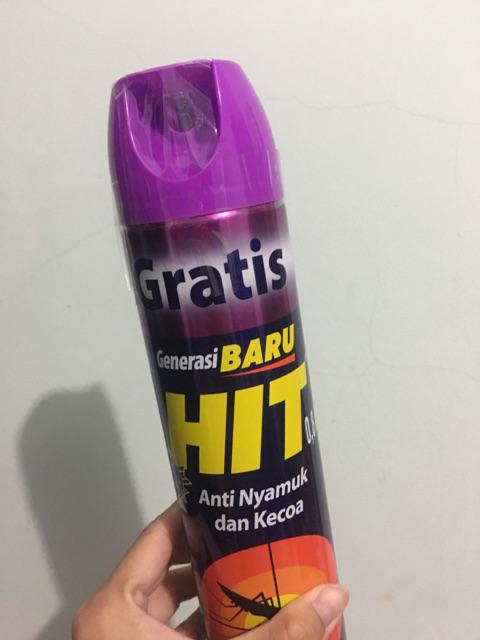 Gratis
Generasi BARU
HIT
Anti Nyamuk
dan Kecoa